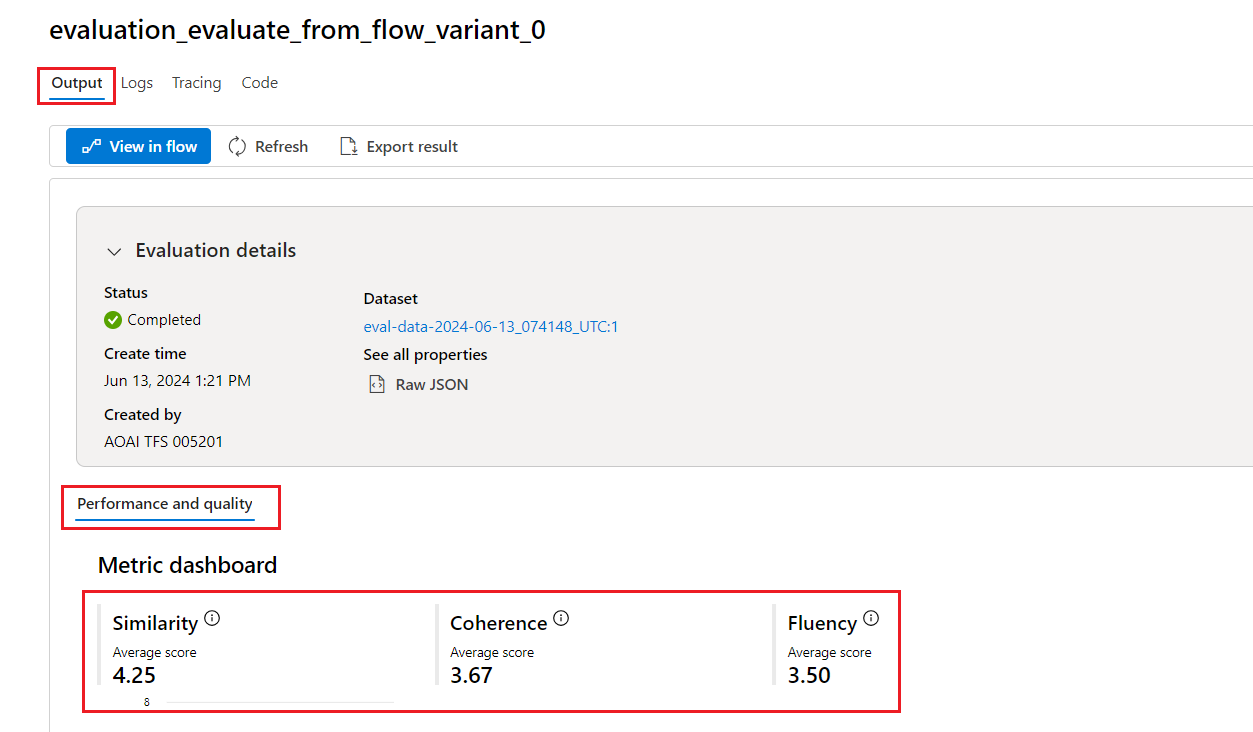 evaluation_evaluate_from_flow_variant_0
Output Logs Tracing Code
View in flow Refresh Export result
Evaluation details
Status
Completed
Create time
Jun 13, 2024 1:21 PM
Created by
AOAI TFS 005201
Dataset
eval-data-2024-06-13_074148_UTC:1
See all properties
Raw JSON
Performance and quality
Metric dashboard
Similarity
Average score
4.25
8
Coherence
Average score
3.67
Fluency
Average score
3.50